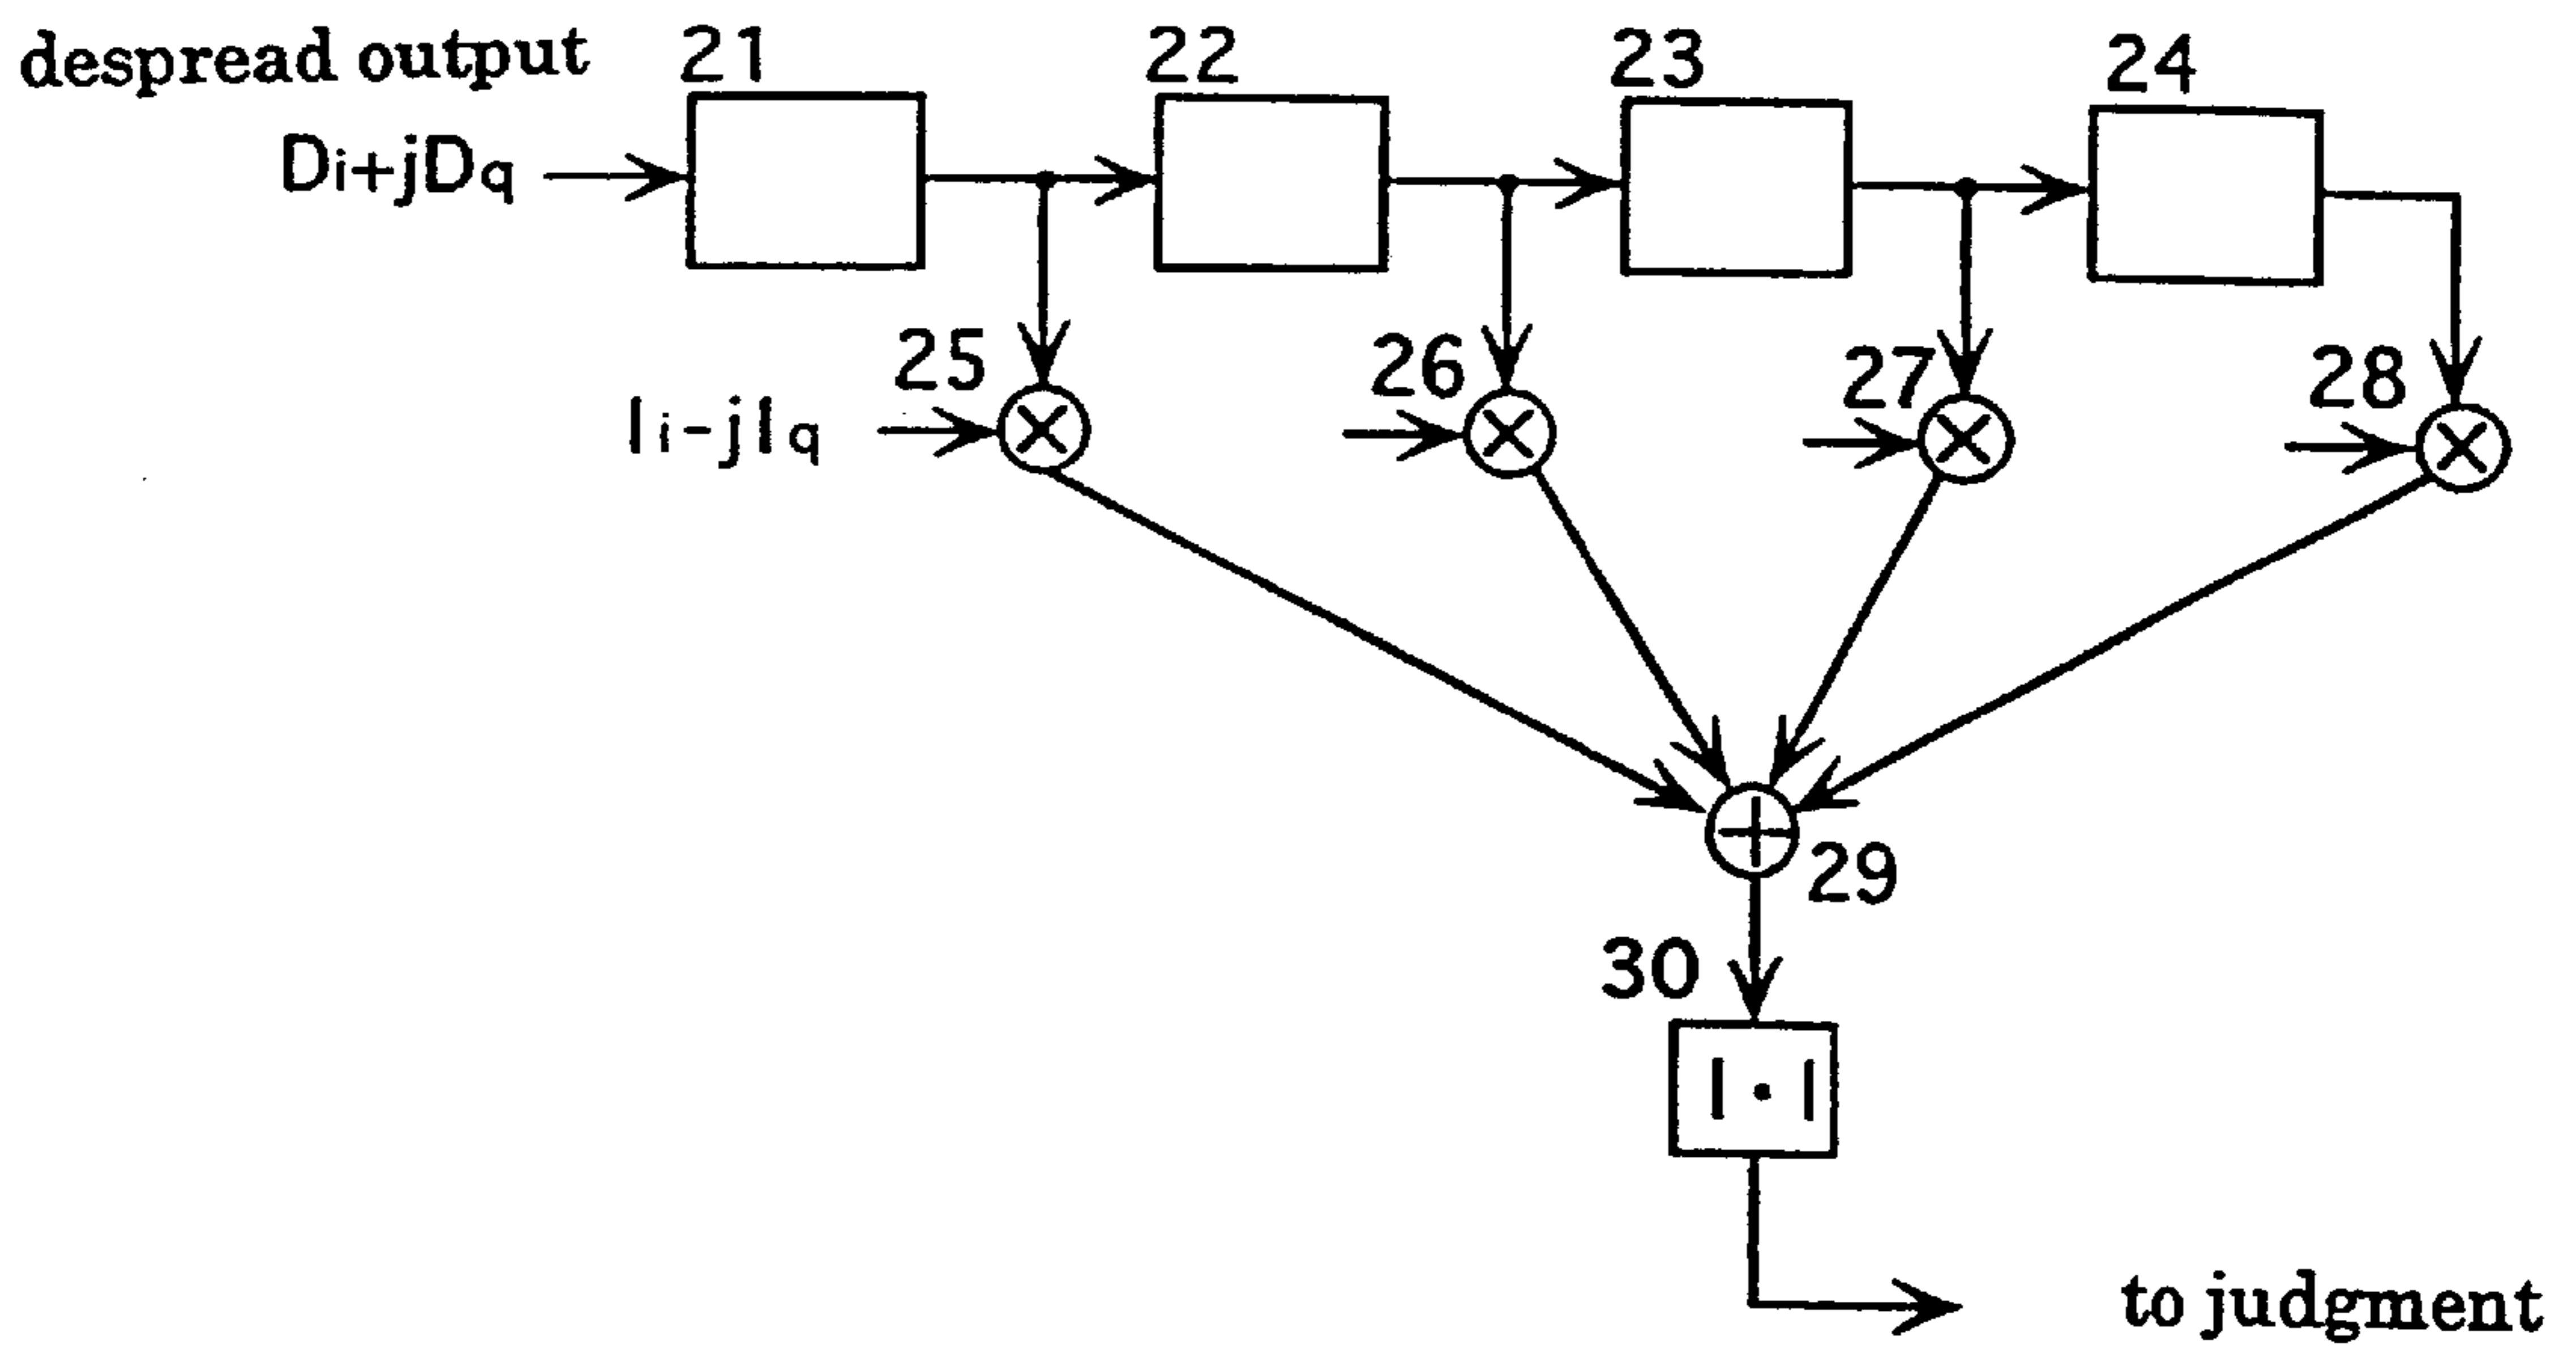 despread output
21 22 23 24
Di+jDq
25 26 27 28
Ii-jIq
29
30
|・|
to judgment